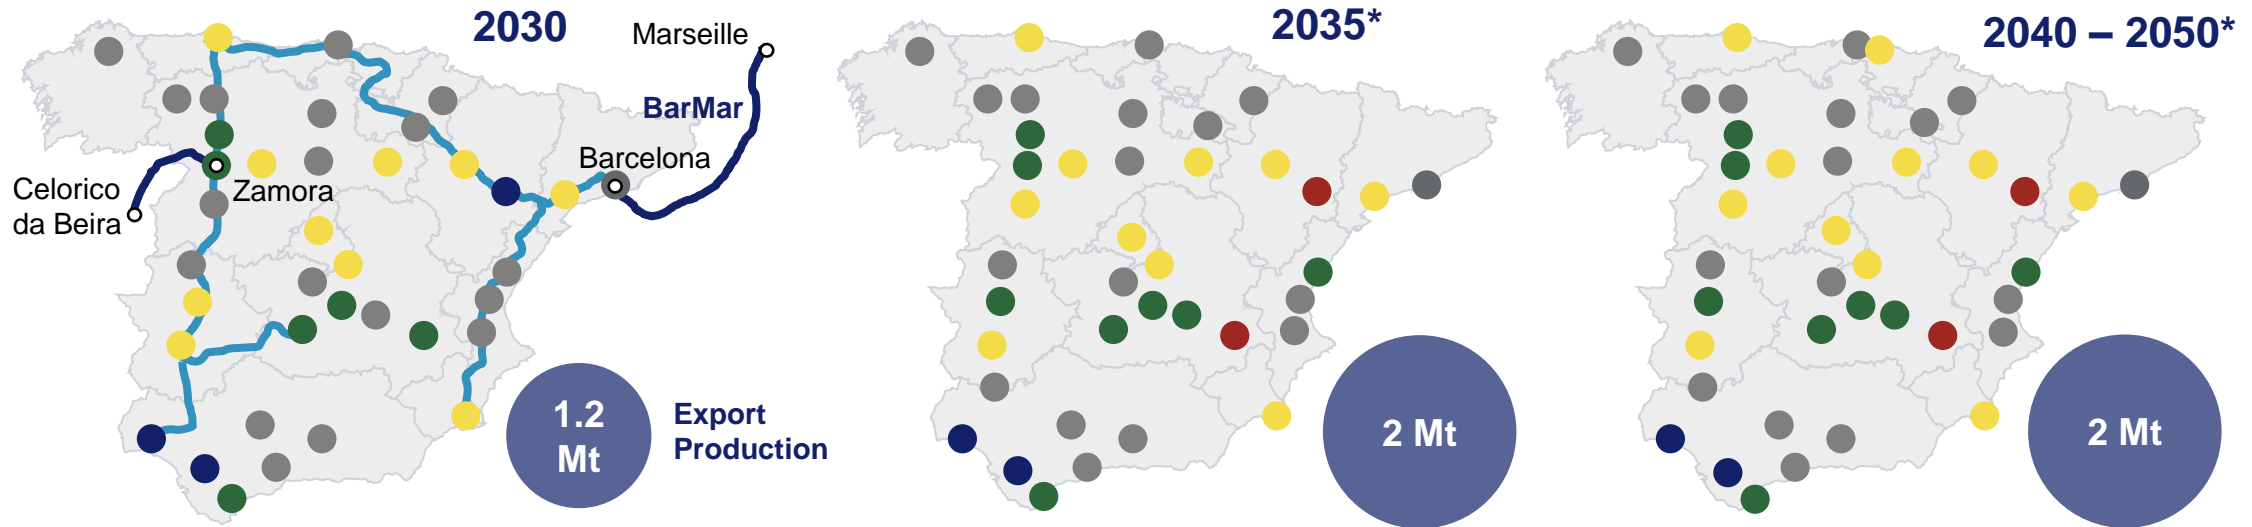 2030
Marseille
BarMar
Barcelona
Zamora
Celorico
da Beira
1.2
Mt
Export
Production
2035*
2 Mt
2040 – 2050*
2 Mt